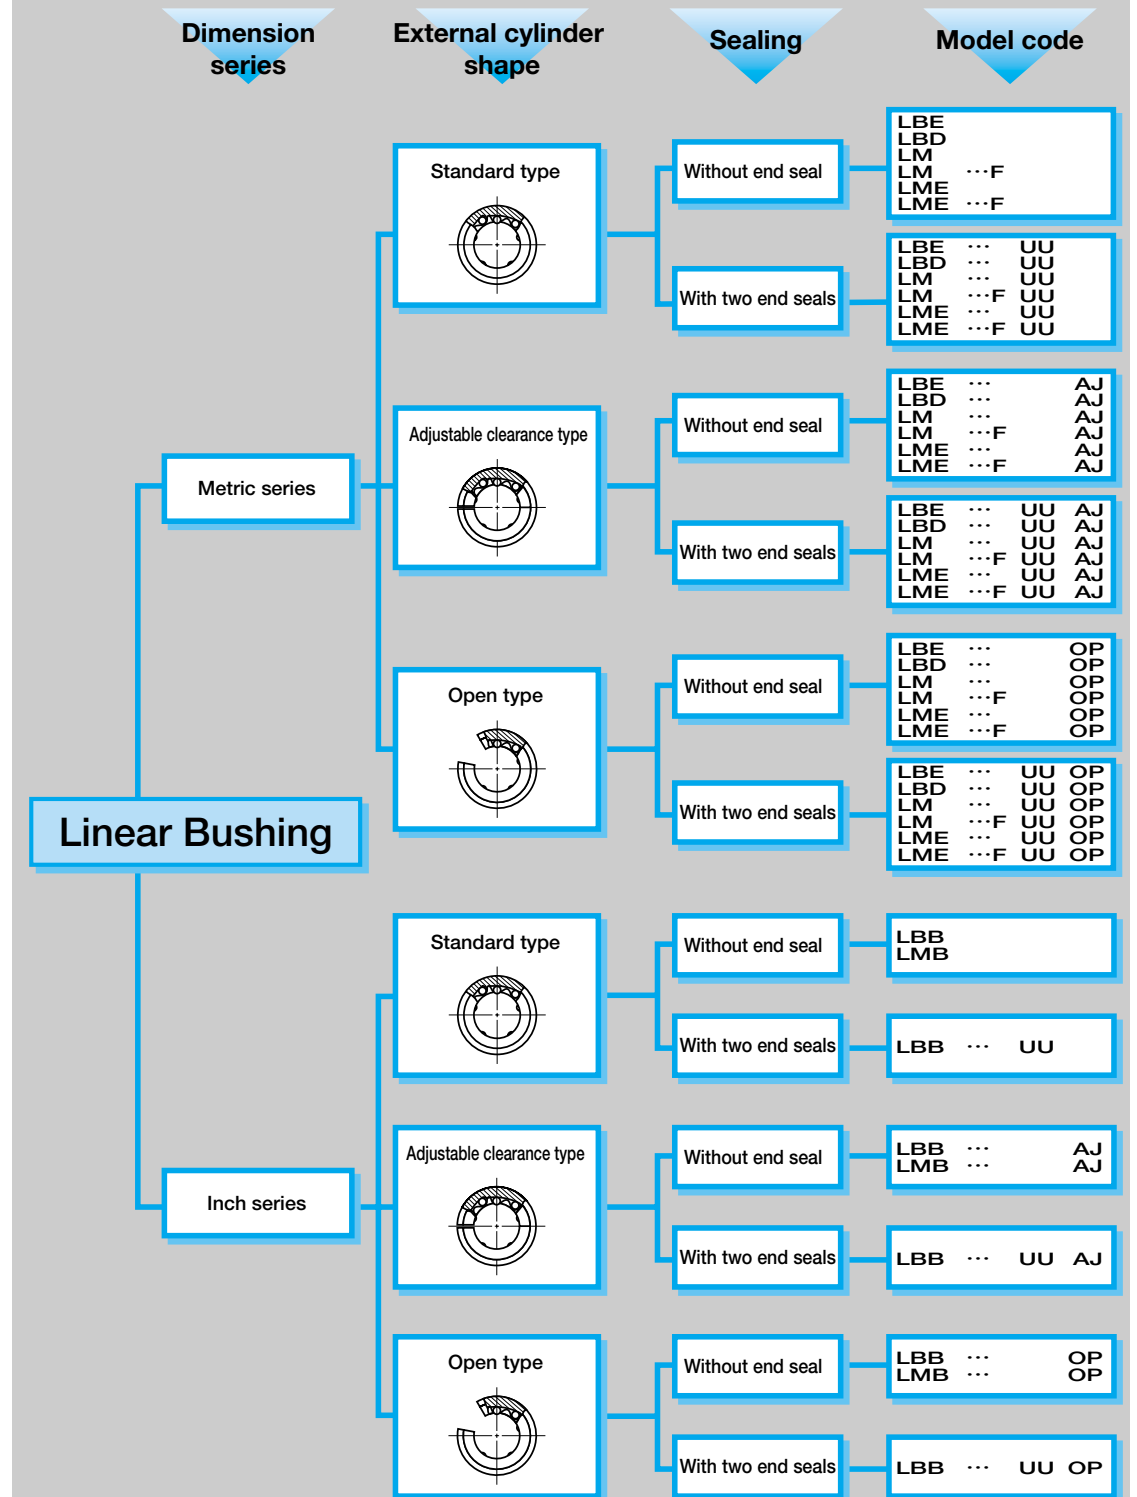 Dimension
series
External cylinder
shape
Sealing
Model code
Linear Bushing
Metric series
Standard type
Without end seal
LBE
LBD
LM
LM ···F
LME
LME ···F
With two end seals
LBE ··· UU
LBD ··· UU
LM ··· UU
LM ···F UU
LME ··· UU
LME ···F UU
Adjustable clearance type
Without end seal
LBE ··· AJ
LBD ··· AJ
LM ··· AJ
LM ···F AJ
LME ··· AJ
LME ···F AJ
With two end seals
LBE ··· UU AJ
LBD ··· UU AJ
LM ··· UU AJ
LM ···F UU AJ
LME ··· UU AJ
LME ···F UU AJ
Open type
Without end seal
LBE ··· OP
LBD ··· OP
LM ··· OP
LM ···F OP
LME ··· OP
LME ···F OP
With two end seals
LBE ··· UU OP
LBD ··· UU OP
LM ··· UU OP
LM ···F UU OP
LME ··· UU OP
LME ···F UU OP
Inch series
Standard type
Without end seal
LBB
LMB
With two end seals
LBB ··· UU
Adjustable clearance type
Without end seal
LBB ··· AJ
LMB ··· AJ
With two end seals
LBB ··· UU AJ
Open type
Without end seal
LBB ··· OP
LMB ··· OP
With two end seals
LBB ··· UU OP